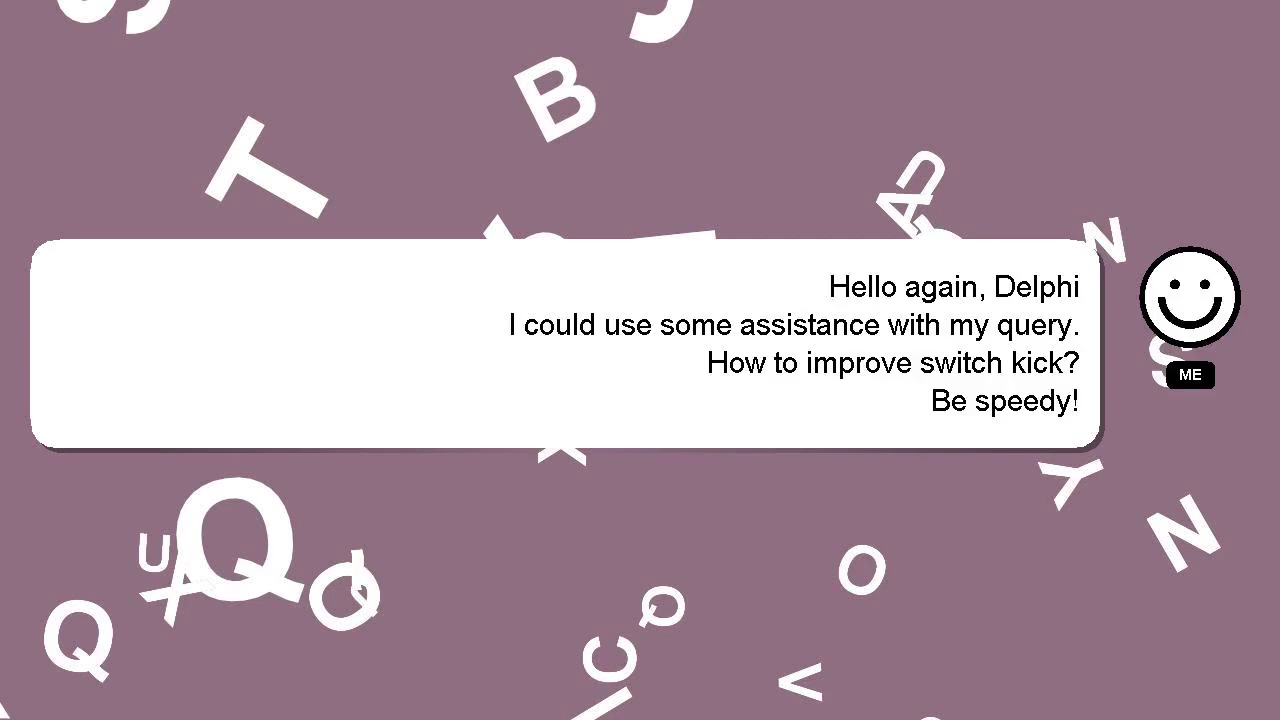 Hello again, Delphi
I could use some assistance with my query.
How to improve switch kick?
Be speedy!
ME